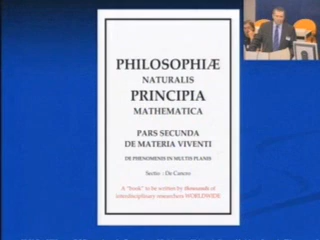 PHILOSOPHIÆ
NATURALIS
PRINCIPIA
MATHEMATICA
PARS SECUNDA
DE MATERIA VIVENTI
DE PHENOMENIS IN MULTIS PLANIS
Sectio : De Cancro
A "book" to be written by thousands of
interdisciplinary researchers WORLDWIDE